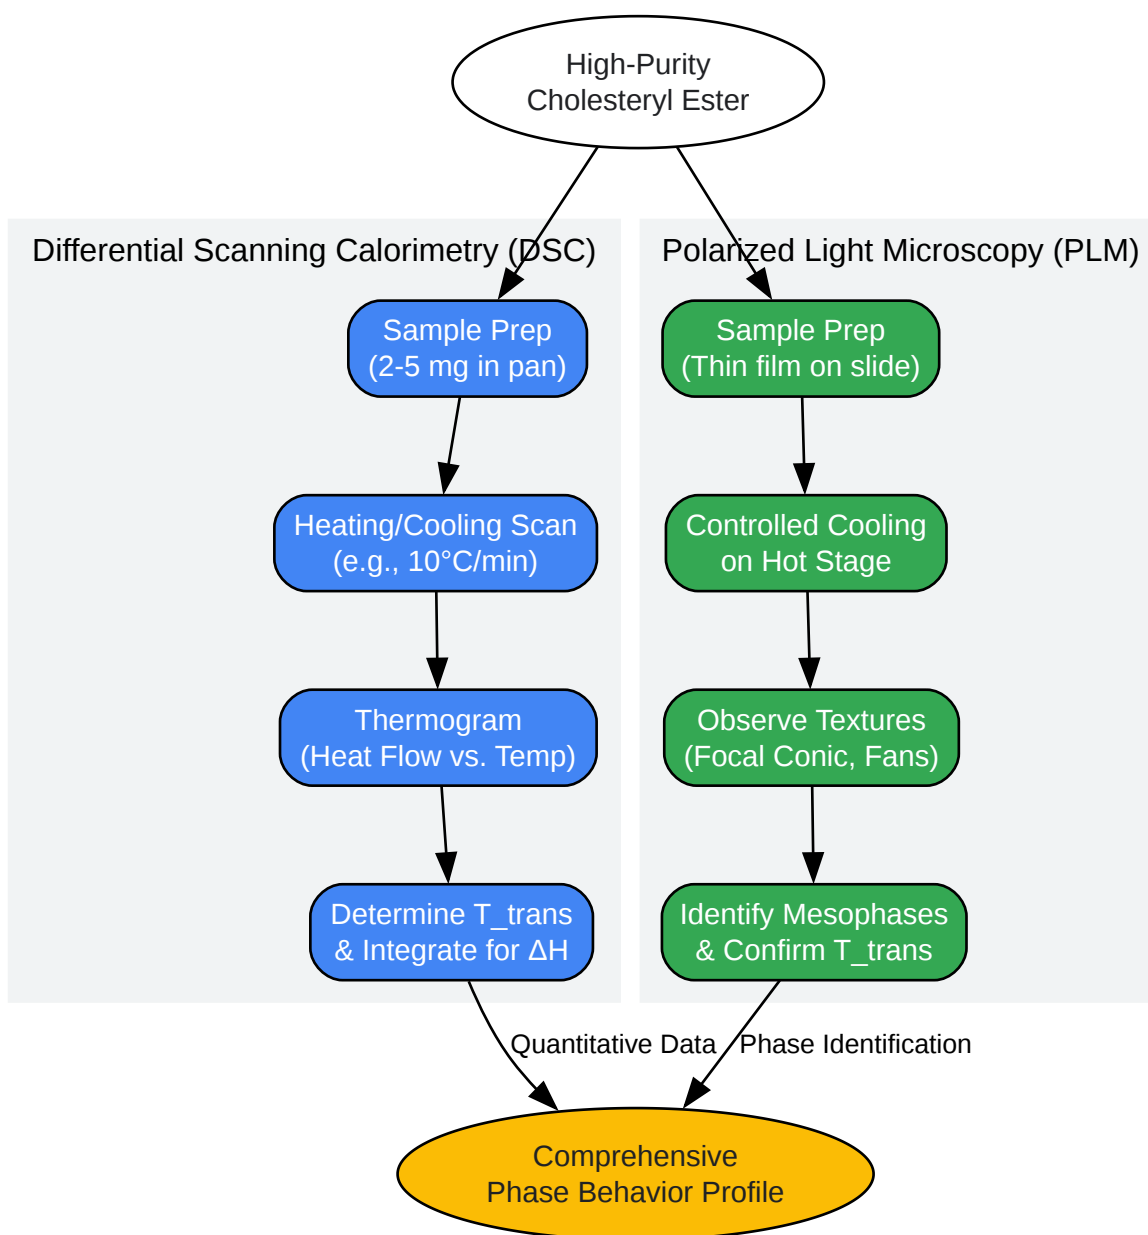 High-Purity
Cholesteryl Ester
Differential Scanning Calorimetry (DSC)
Sample Prep
(2-5 mg in pan)
Heating/Cooling Scan
(e.g., 10°C/min)
Thermogram
(Heat Flow vs. Temp)
Determine T_trans
& Integrate for ΔH
Polarized Light Microscopy (PLM)
Sample Prep
(Thin film on slide)
Controlled Cooling
on Hot Stage
Observe Textures
(Focal Conic, Fans)
Identify Mesophases
& Confirm T_trans
Quantitative Data
Phase Identification
Comprehensive
Phase Behavior Profile